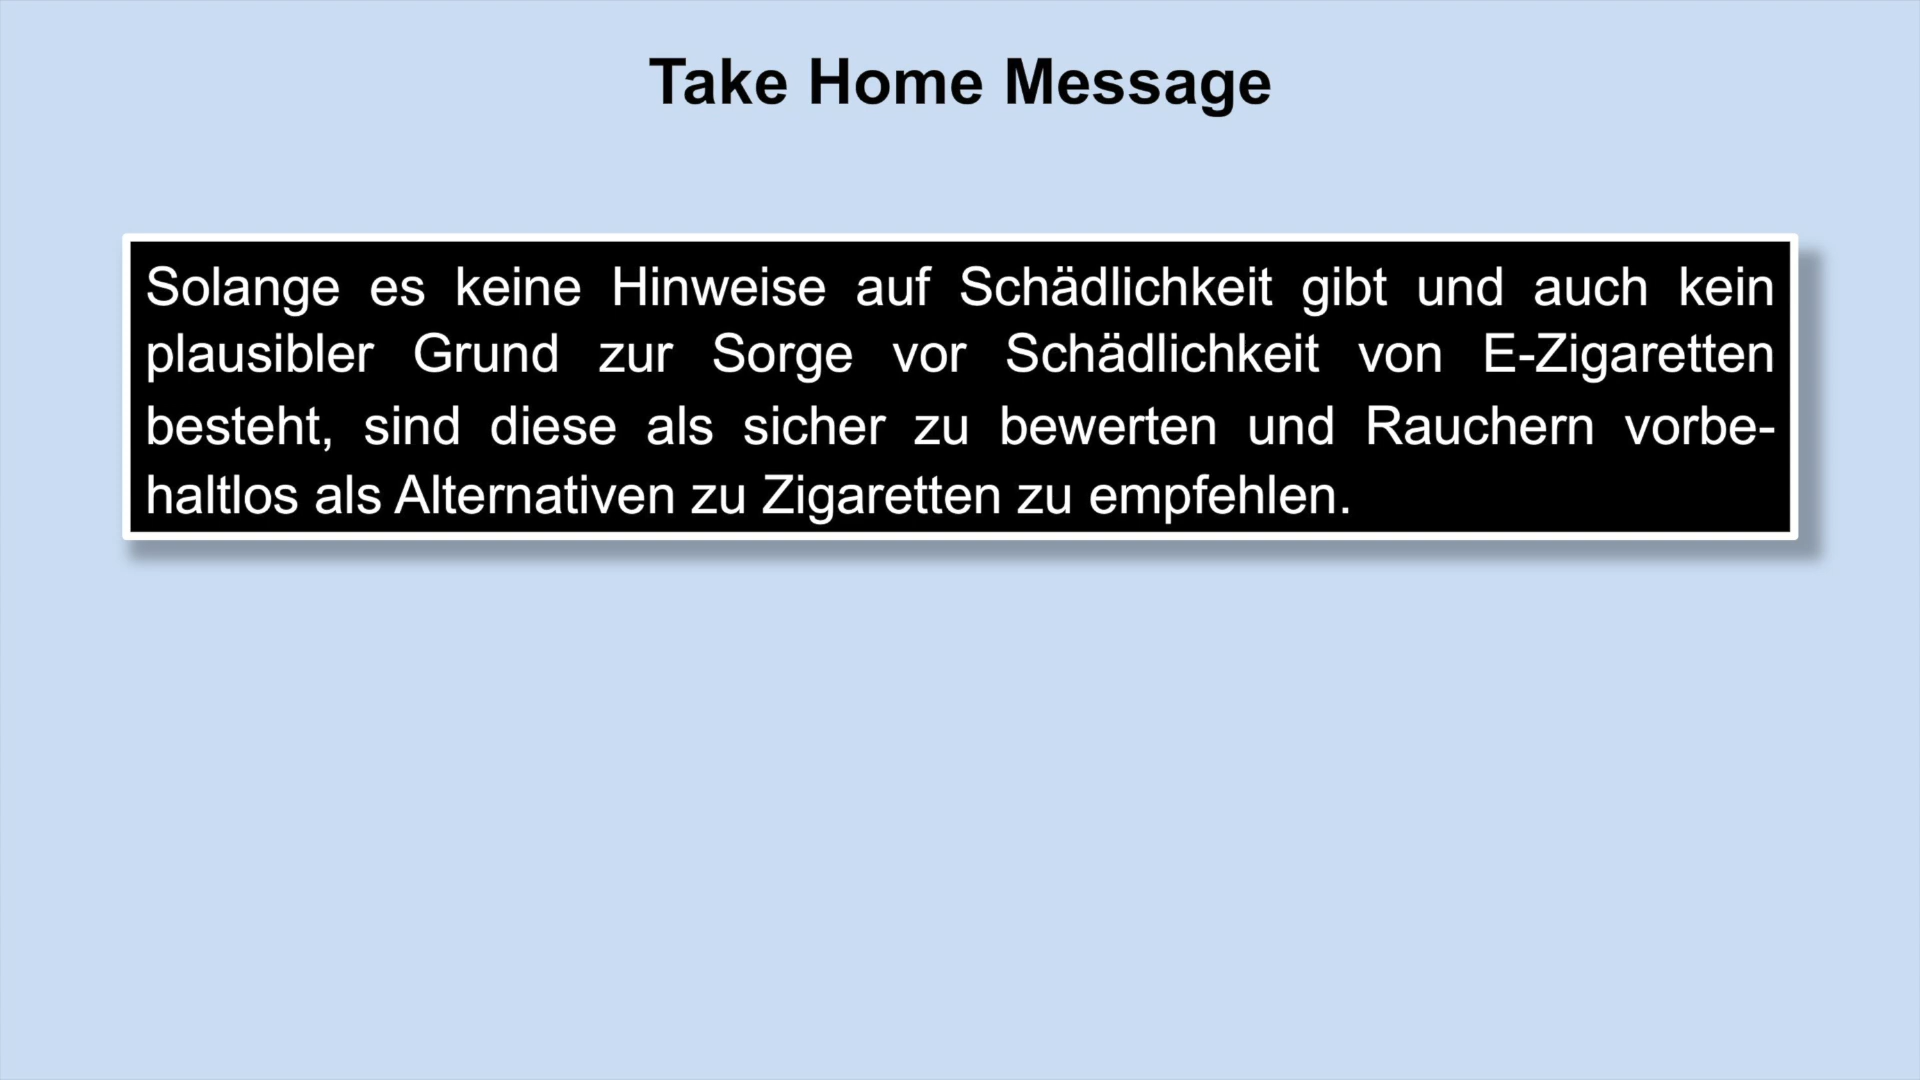 Take Home Message
Solange es keine Hinweise auf Schädlichkeit gibt und auch kein
plausibler Grund zur Sorge vor Schädlichkeit von E-Zigaretten
besteht, sind diese als sicher zu bewerten und Rauchern vorbe-
haltlos als Alternativen zu Zigaretten zu empfehlen.